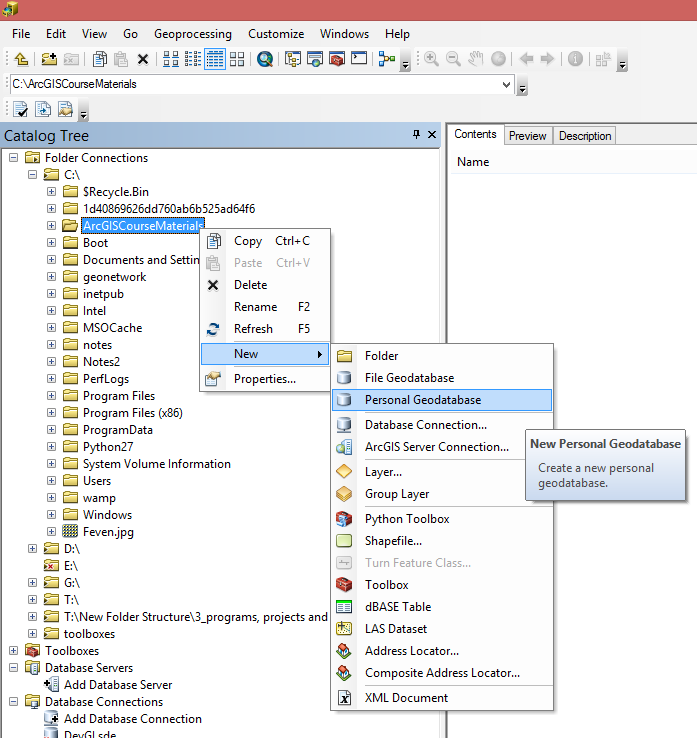 File Edit View Go Geoprocessing Customize Windows Help
C:\ArcGISCourseMaterials
Catalog Tree
Folder Connections
C:\
$Recycle.Bin
1d40869626dd760ab6b525ad64f6
ArcGISCourseMaterials
Boot
Documents and Settin
geonetwork
inetpub
Intel
MSOCache
notes
Notes2
PerfLogs
Program Files
Program Files (x86)
ProgramData
Python27
System Volume Information
Users
wamp
Windows
Feven.jpg
D:\
E:\
G:\
T:\
T:\New Folder Structure\3_programs, projects and
toolboxes
Toolboxes
Database Servers
Add Database Server
Database Connections
Add Database Connection
DevGI.sde
Contents Preview Description
Name
Copy Ctrl+C
Paste Ctrl+V
Delete
Rename F2
Refresh F5
New
Properties...
Folder
File Geodatabase
Personal Geodatabase
Database Connection...
ArcGIS Server Connection...
Layer...
Group Layer
Python Toolbox
Shapefile...
Turn Feature Class...
Toolbox
dBASE Table
LAS Dataset
Address Locator...
Composite Address Locator...
XML Document
New Personal Geodatabase
Create a new personal
geodatabase.